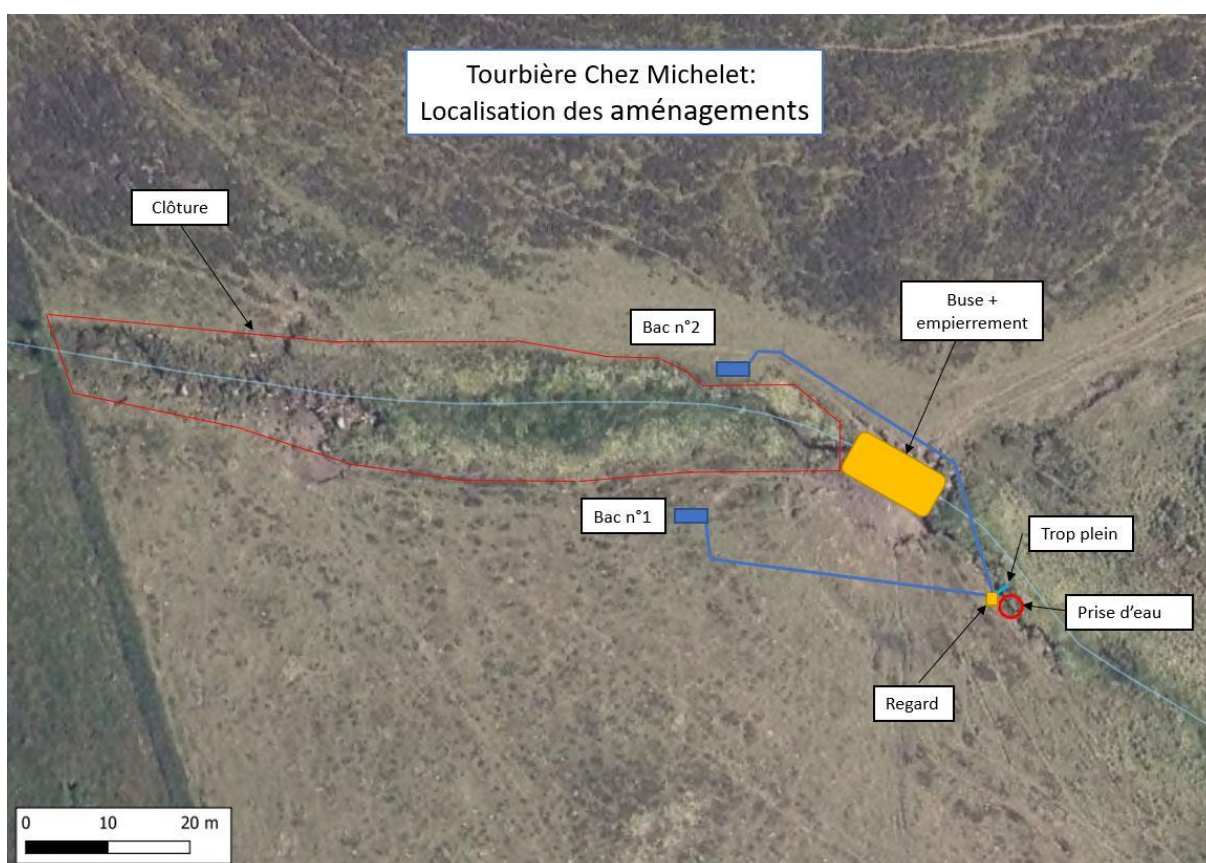 Tourbière Chez Michelet:
Localisation des aménagements
Clôture
Buse +
empierrement
Bac n°2
Bac n°1
Trop plein
Prise d'eau
Regard
0 10 20 m